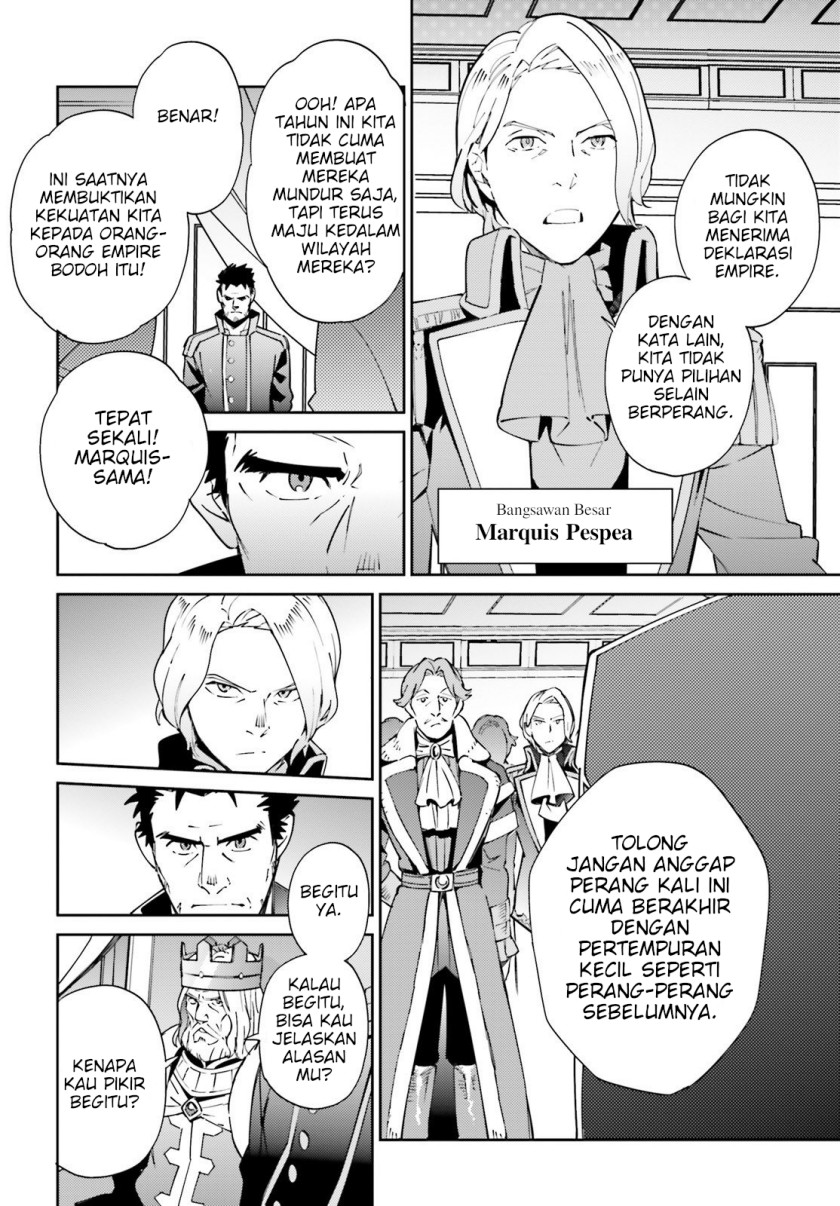 TIDAK
MUNGKIN
BAGI KITA
MENERIMA
DEKLARASI
EMPIRE.
DENGAN
KATA LAIN,
KITA TIDAK
PUNYA PILIHAN
SELAIN
BERPERANG.
Bangsawan Besar
Marquis Pespea
OOH! APA
TAHUN INI KITA
TIDAK CUMA
MEMBUAT
MEREKA
MUNDUR SAJA,
TAPI TERUS
MAJU KEDALAM
WILAYAH
MEREKA?
BENAR!
INI SAATNYA
MEMBUKTIKAN
KEKUATAN KITA
KEPADA ORANG-
ORANG EMPIRE
BODOH ITU!
TEPAT
SEKALI!
MARQUIS-
SAMA!
TOLONG
JANGAN ANGGAP
PERANG KALI INI
CUMA BERAKHIR
DENGAN
PERTEMPURAN
KECIL SEPERTI
PERANG-PERANG
SEBELUMNYA.
BEGITU
YA.
KALAU
BEGITU,
BISA KAU
JELASKAN
ALASAN
MU?
KENAPA
KAU PIKIR
BEGITU?